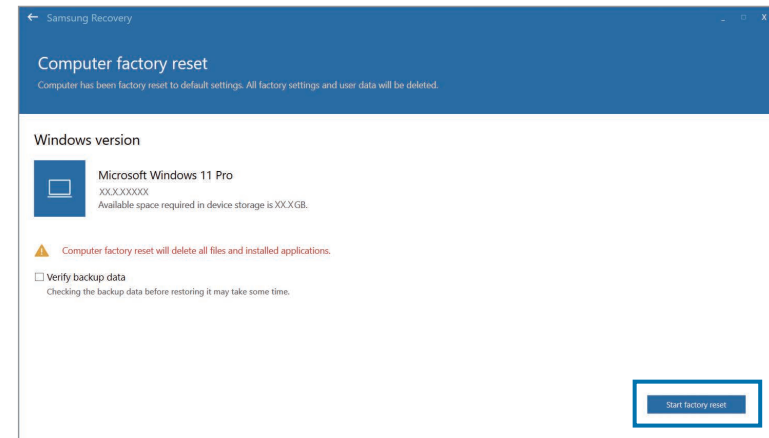 Samsung Recovery
Computer factory reset
Computer has been factory reset to default settings. All factory settings and user data will be deleted.
Windows version
Microsoft Windows 11 Pro
XX.X.XXXXX
Available space required in device storage is XX.X GB.
Computer factory reset will delete all files and installed applications.
Verify backup data
Checking the backup data before restoring it may take some time.
Start factory reset